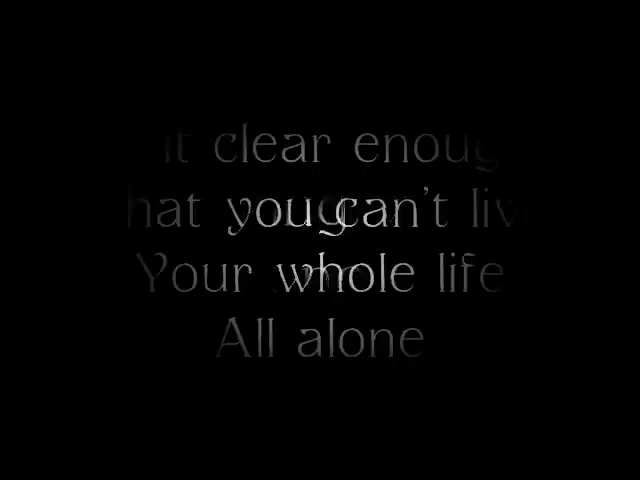 it clear enoug
hat you can't liv
Your whole life
All alone